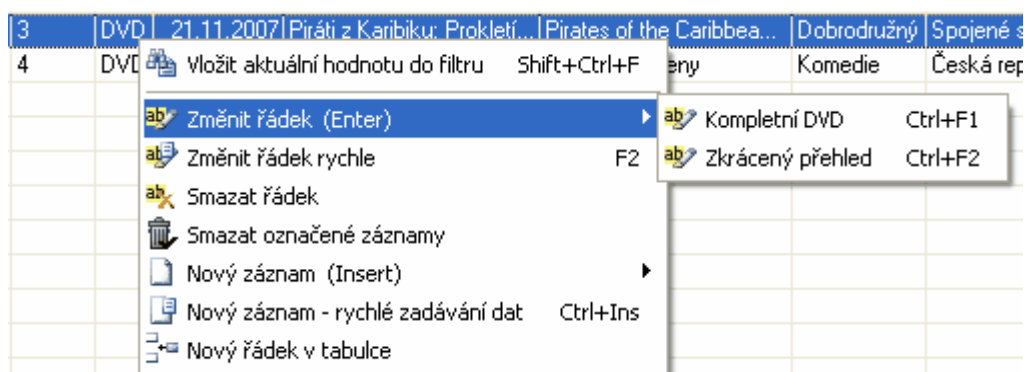 3 DVD 21.11.2007 Piráti z Karibiku: Prokletí... Pirates of the Caribbea... Dobrodružný Spojené s
4 DVD Komedie Česká rep
Vložit aktuální hodnotu do filtru Shift+Ctrl+F
Změnit řádek (Enter)
Kompletní DVD Ctrl+F1
Změnit řádek rychle F2
Zkrácený přehled Ctrl+F2
Smazat řádek
Smazat označené záznamy
Nový záznam (Insert)
Nový záznam - rychlé zadávání dat Ctrl+Ins
Nový řádek v tabulce